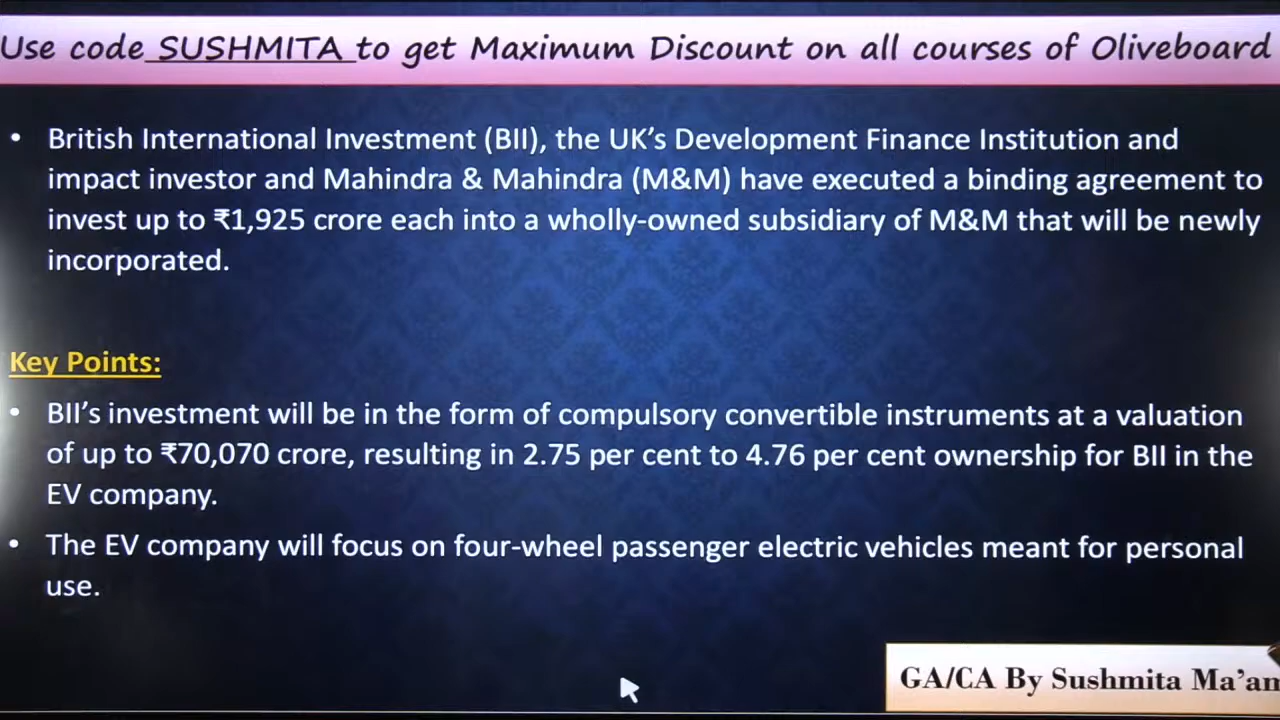 Use code SUSHMITA to get Maximum Discount on all courses of Oliveboard
• British International Investment (BII), the UK’s Development Finance Institution and
impact investor and Mahindra & Mahindra (M&M) have executed a binding agreement to
invest up to ₹1,925 crore each into a wholly-owned subsidiary of M&M that will be newly
incorporated.
Key Points:
• BII’s investment will be in the form of compulsory convertible instruments at a valuation
of up to ₹70,070 crore, resulting in 2.75 per cent to 4.76 per cent ownership for BII in the
EV company.
• The EV company will focus on four-wheel passenger electric vehicles meant for personal
use.
GA/CA By Sushmita Ma’am